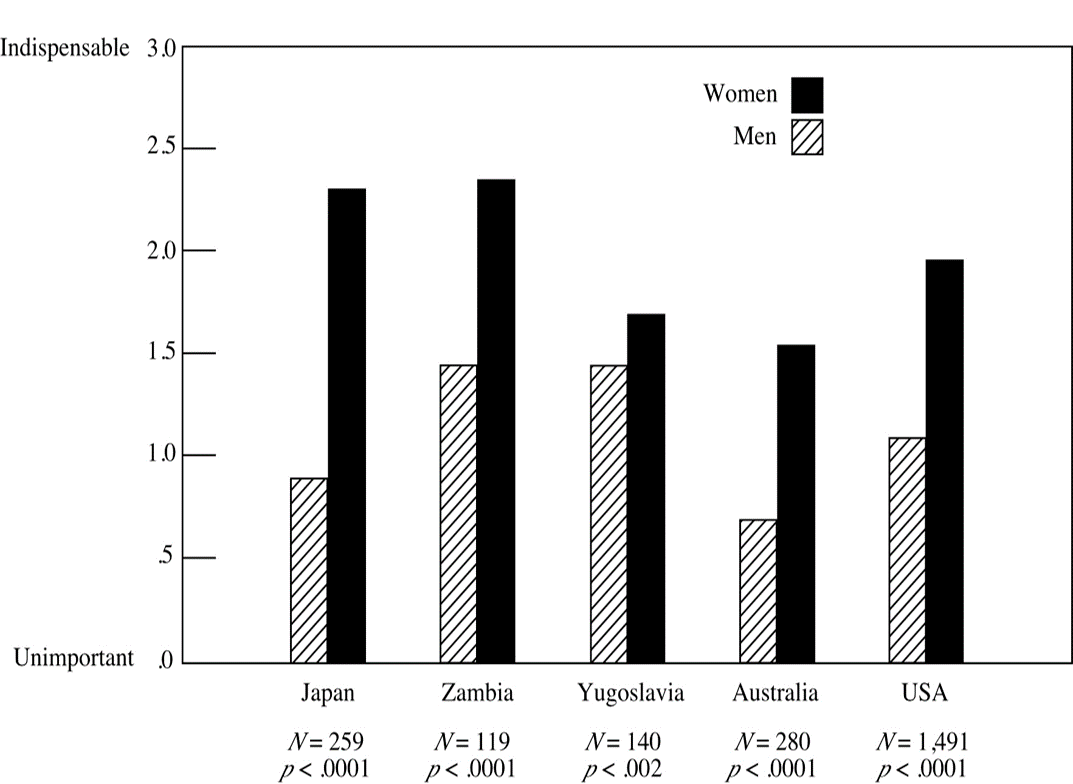 Indispensable 3.0
Women
Men
2.5
2.0
1.5
1.0
.5
Unimportant .0
Japan Zambia Yugoslavia Australia USA
N = 259 N = 119 N = 140 N = 280 N = 1,491
p < .0001 p < .0001 p < .002 p < .0001 p < .0001